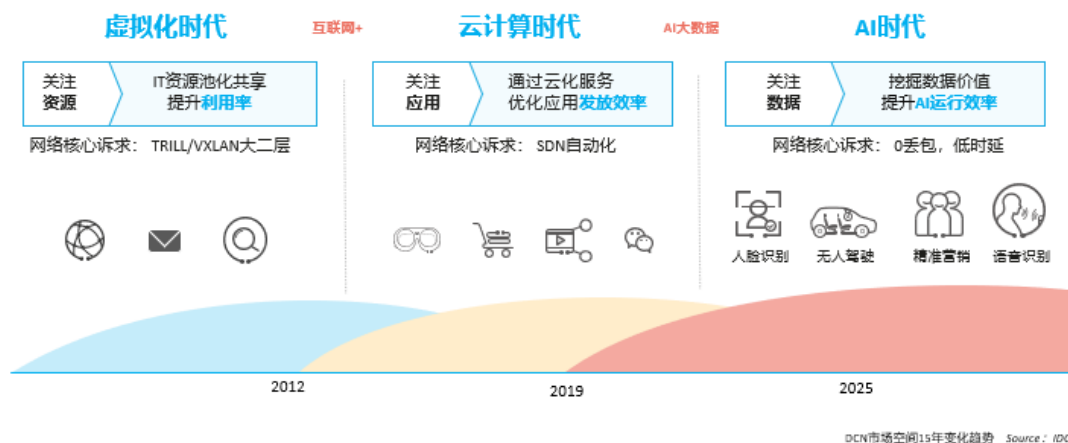 虚拟化时代
互联网+
云计算时代
AI大数据
AI时代
关注
资源
IT资源池化共享
提升利用率
关注
应用
通过云化服务
优化应用发放效率
关注
数据
挖掘数据价值
提升AI运行效率
网络核心诉求： TRILL/VXLAN大二层
网络核心诉求： SDN自动化
网络核心诉求： 0丢包，低时延
人脸识别
无人驾驶
精准营销
语音识别
2012
2019
2025
DCN市场空间15年变化趋势 Source：IDC